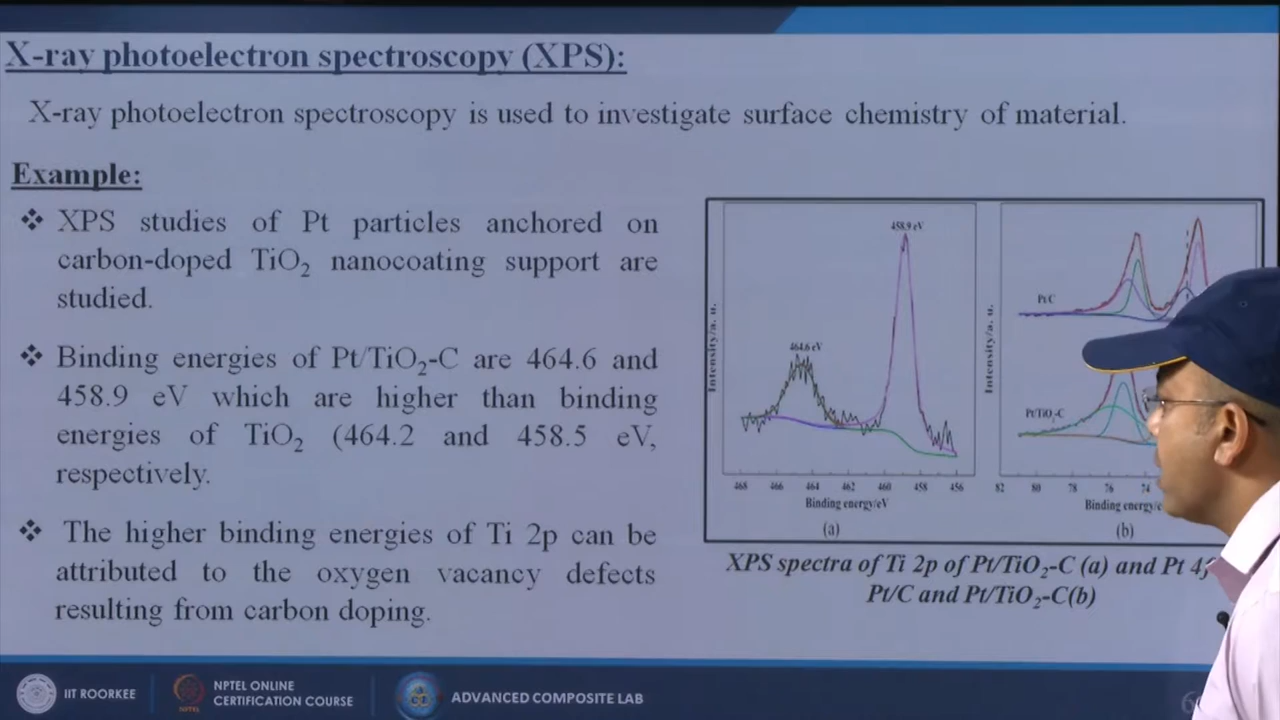 X-ray photoelectron spectroscopy (XPS):
X-ray photoelectron spectroscopy is used to investigate surface chemistry of material.
Example:
❖ XPS studies of Pt particles anchored on
carbon-doped TiO₂ nanocoating support are
studied.
❖ Binding energies of Pt/TiO₂-C are 464.6 and
458.9 eV which are higher than binding
energies of TiO₂ (464.2 and 458.5 eV,
respectively.
❖ The higher binding energies of Ti 2p can be
attributed to the oxygen vacancy defects
resulting from carbon doping.
458.9 eV
464.6 eV
Intensity/a. u.
468 466 464 462 460 458 456
Binding energy/eV
(a)
Pt/C
Pt/TiO₂-C
Intensity/a. u.
82 80 78 76 74
Binding
(b)
XPS spectra of Ti 2p of Pt/TiO₂-C (a) and Pt
Pt/C and Pt/TiO₂-C(b)
IIT ROORKEE
NPTEL ONLINE
CERTIFICATION COURSE
ADVANCED COMPOSITE LAB